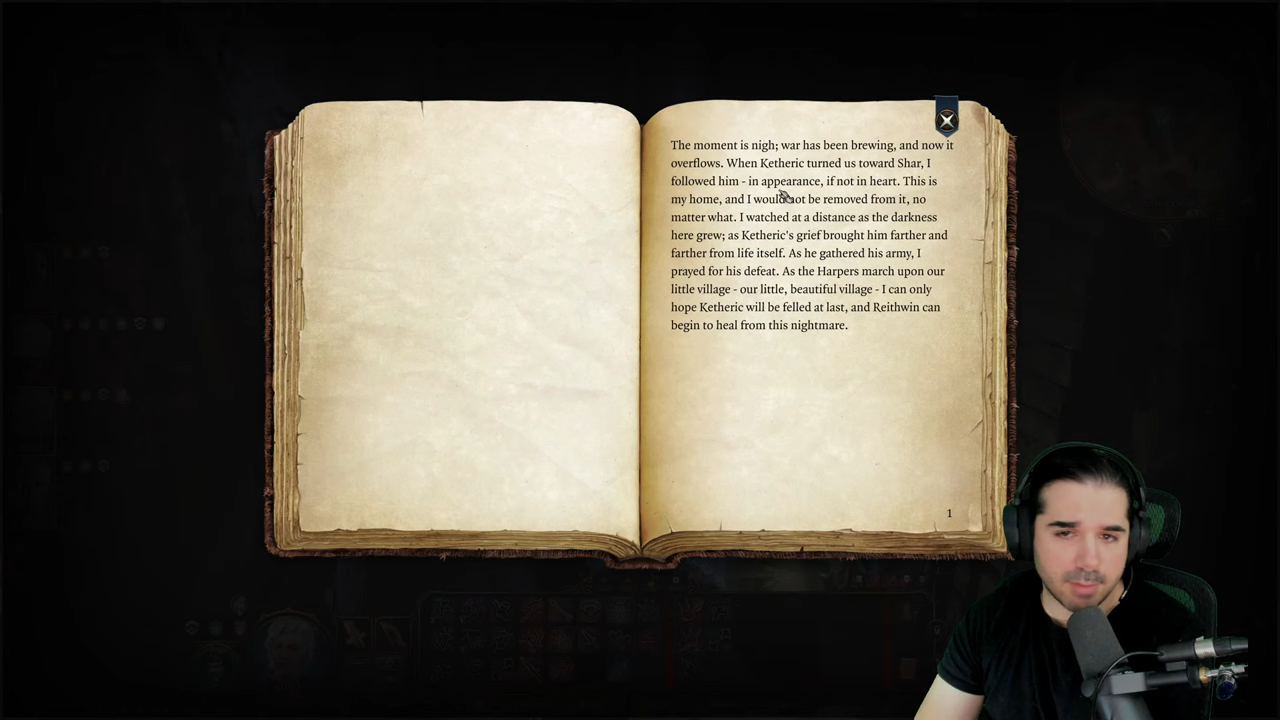 The moment is nigh; war has been brewing, and now it
overflows. When Ketheric turned us toward Shar, I
followed him - in appearance, if not in heart. This is
my home, and I would not be removed from it, no
matter what. I watched at a distance as the darkness
here grew; as Ketheric's grief brought him farther and
farther from life itself. As he gathered his army, I
prayed for his defeat. As the Harpers march upon our
little village - our little, beautiful village - I can only
hope Ketheric will be felled at last, and Reithwin can
begin to heal from this nightmare.
1